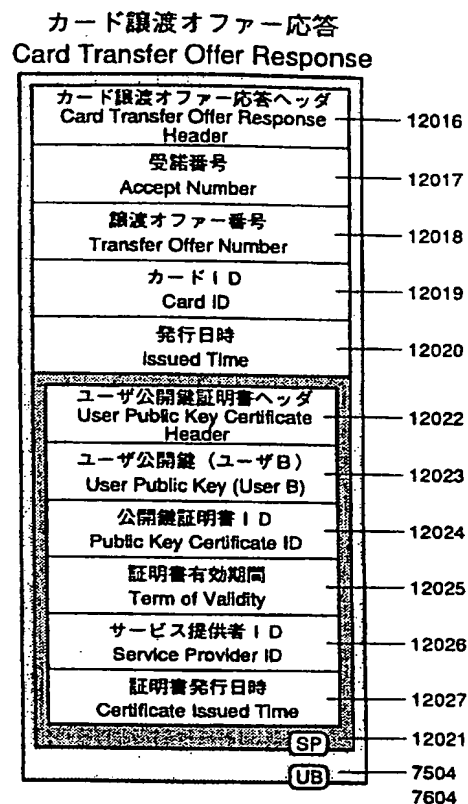 カード譲渡オファー応答
Card Transfer Offer Response
カード譲渡オファー応答ヘッダ
Card Transfer Offer Response
Header
12016
受諾番号
Accept Number
12017
譲渡オファー番号
Transfer Offer Number
12018
カードID
Card ID
12019
発行日時
Issued Time
12020
ユーザ公開鍵証明書ヘッダ
User Public Key Certificate
Header
12022
ユーザ公開鍵（ユーザB）
User Public Key (User B)
12023
公開鍵証明書ID
Public Key Certificate ID
12024
証明書有効期間
Term of Validity
12025
サービス提供者ID
Service Provider ID
12026
証明書発行日時
Certificate Issued Time
12027
SP
12021
UB
7504
7604